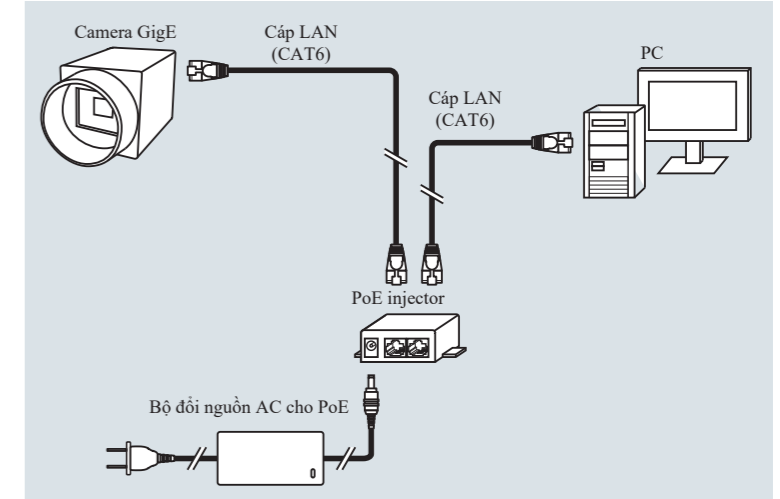 Camera GigE
Cáp LAN
(CAT6)
PC
Cáp LAN
(CAT6)
PoE injector
Bộ đổi nguồn AC cho PoE